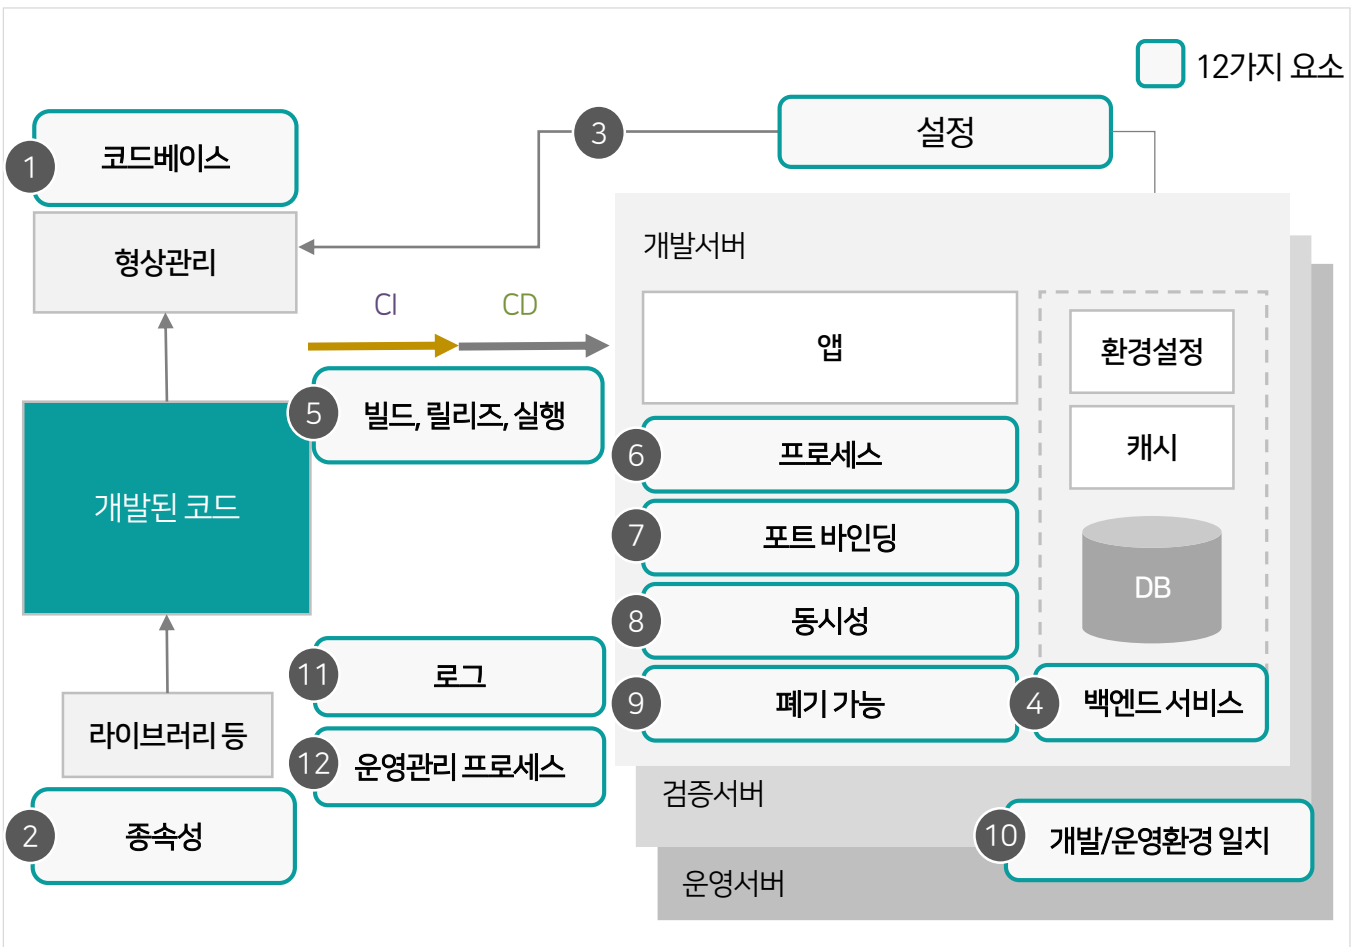 12가지 요소
3
설정
1
코드베이스
형상관리
개발서버
CI
CD
앱
환경설정
5
빌드, 릴리즈, 실행
캐시
6
프로세스
개발된 코드
7
포트 바인딩
DB
8
동시성
11
로그
9
폐기 가능
4
백엔드 서비스
라이브러리 등
12
운영관리 프로세스
검증서버
2
종속성
10
개발/운영환경 일치
운영서버